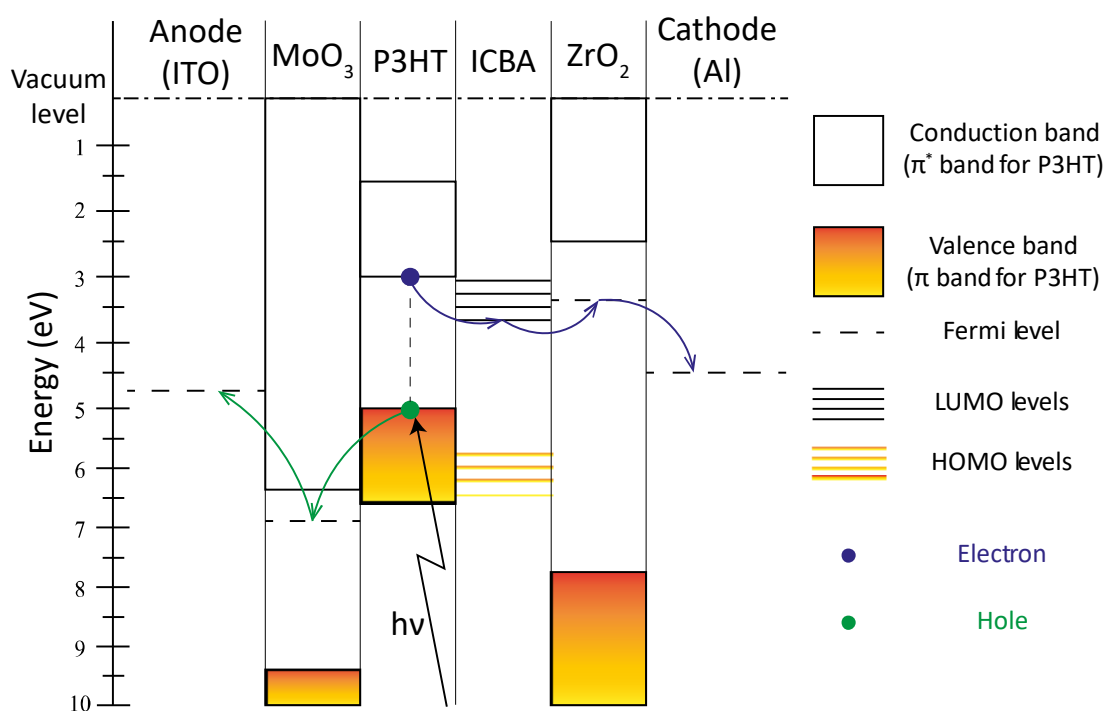 Anode
(ITO)
MoO₃
P3HT
ICBA
ZrO₂
Cathode
(Al)
Vacuum
level
1
2
3
4
5
6
7
8
9
10
Energy (eV)
hν
Conduction band
(π* band for P3HT)
Valence band
(π band for P3HT)
Fermi level
LUMO levels
HOMO levels
Electron
Hole